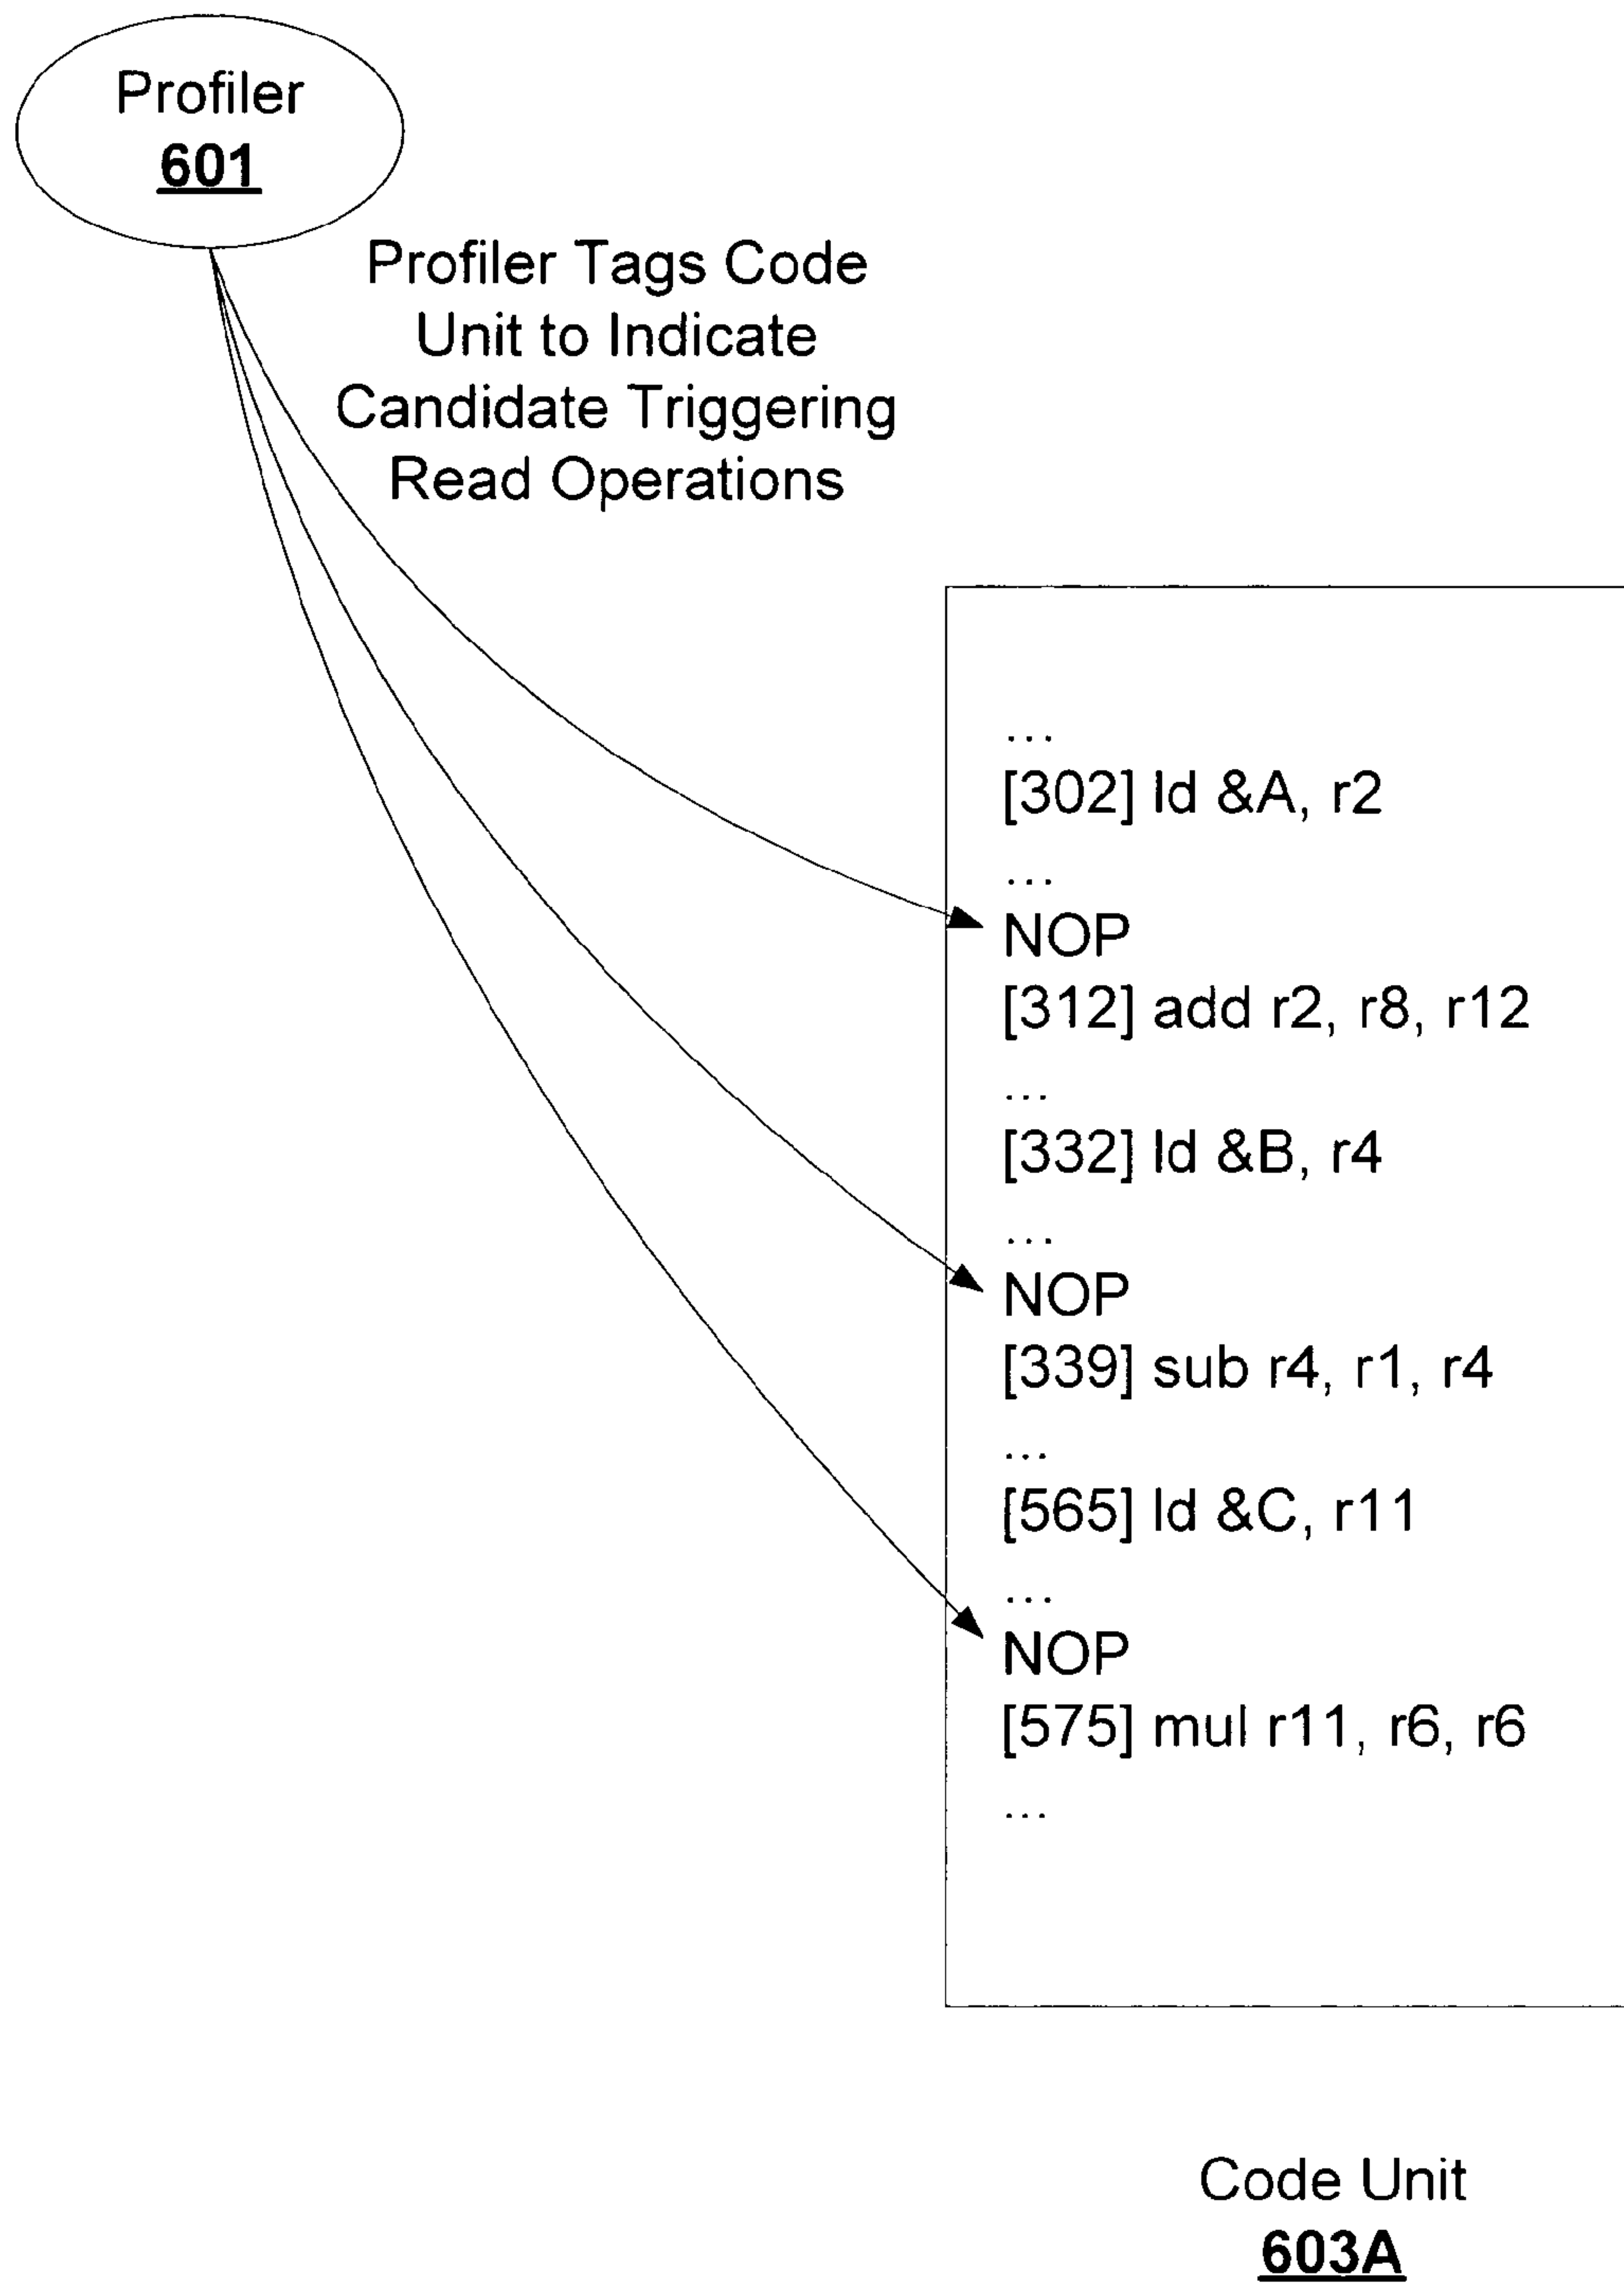 Profiler
601
Profiler Tags Code
Unit to Indicate
Candidate Triggering
Read Operations
...
[302] ld &A, r2
...
NOP
[312] add r2, r8, r12
...
[332] ld &B, r4
...
NOP
[339] sub r4, r1, r4
...
[565] ld &C, r11
...
NOP
[575] mul r11, r6, r6
...
Code Unit
603A